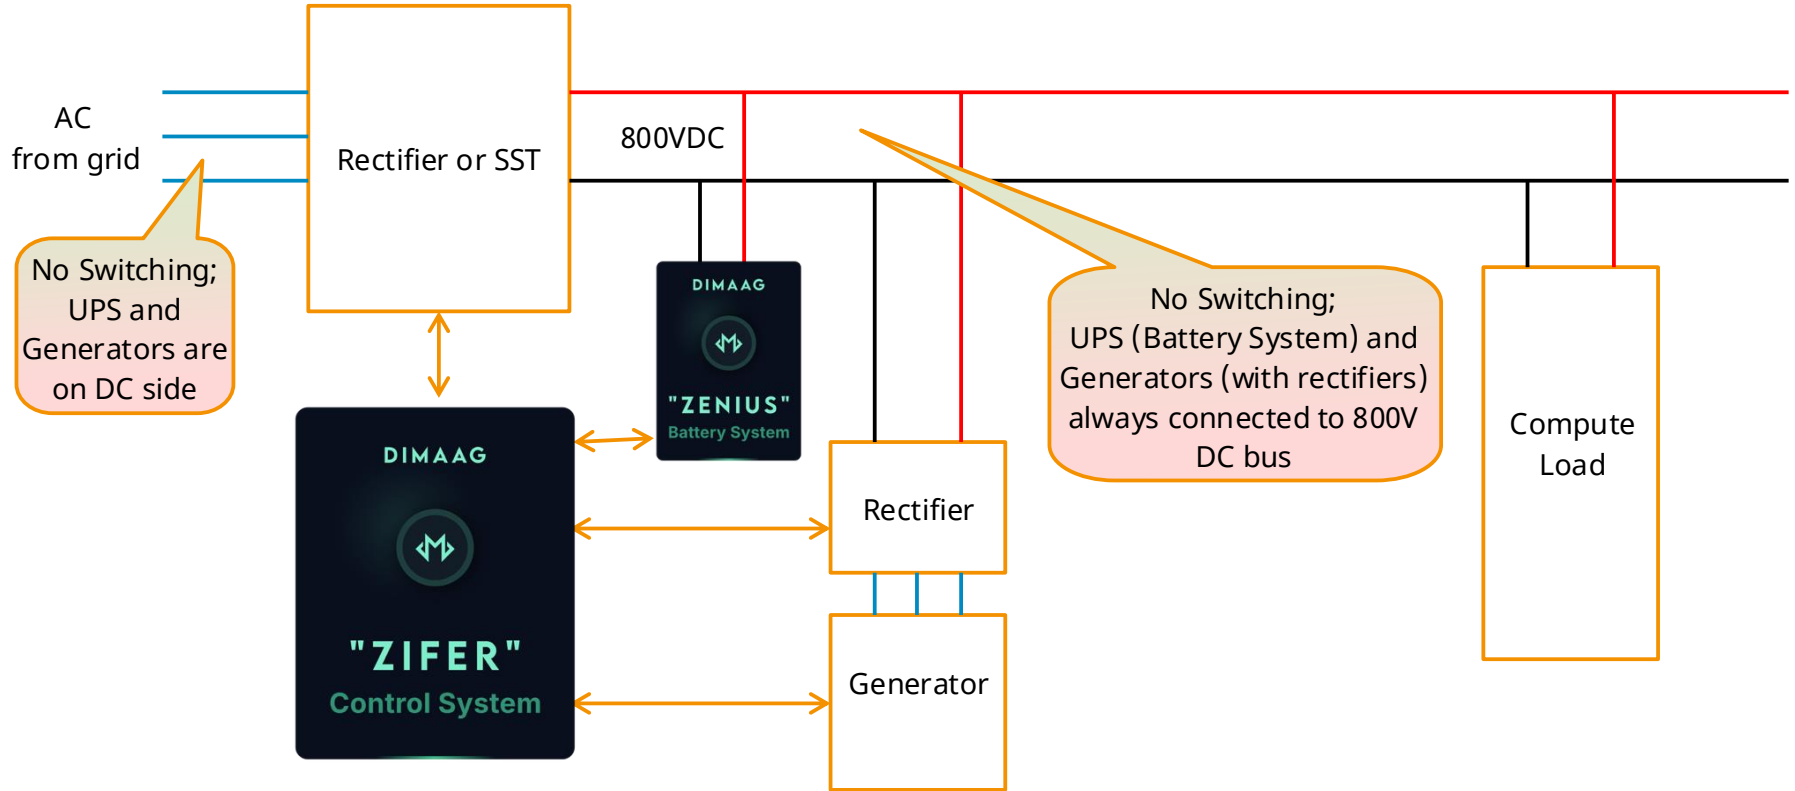 AC
from grid
Rectifier or SST
800VDC
No Switching;
UPS and
Generators are
on DC side
DIMAAG
"ZENIUS"
Battery System
No Switching;
UPS (Battery System) and
Generators (with rectifiers)
always connected to 800V
DC bus
Compute
Load
DIMAAG
"ZIFER"
Control System
Rectifier
Generator